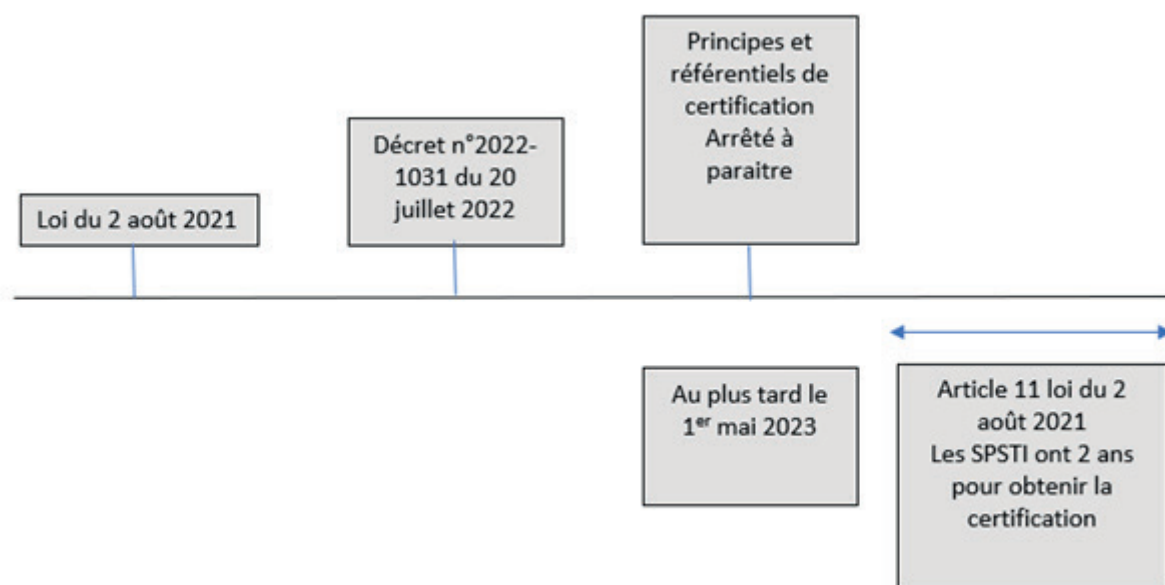 Loi du 2 août 2021
Décret n°2022-
1031 du 20
juillet 2022
Principes et
référentiels de
certification
Arrêté à
paraitre
Au plus tard le
1er mai 2023
Article 11 loi du 2
août 2021
Les SPSTI ont 2 ans
pour obtenir la
certification